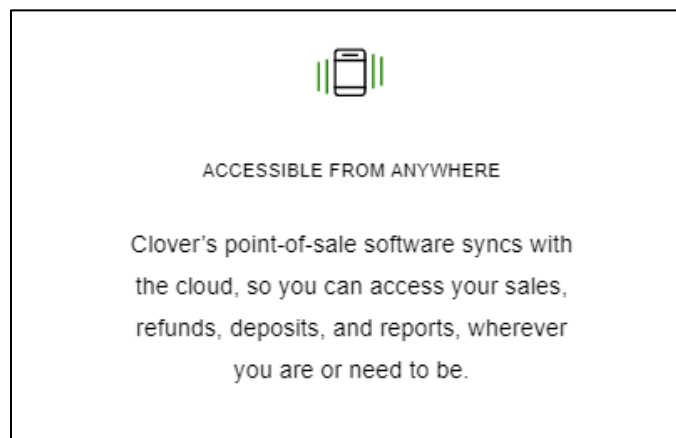 ACCESSIBLE FROM ANYWHERE
Clover's point-of-sale software syncs with
the cloud, so you can access your sales,
refunds, deposits, and reports, wherever
you are or need to be.